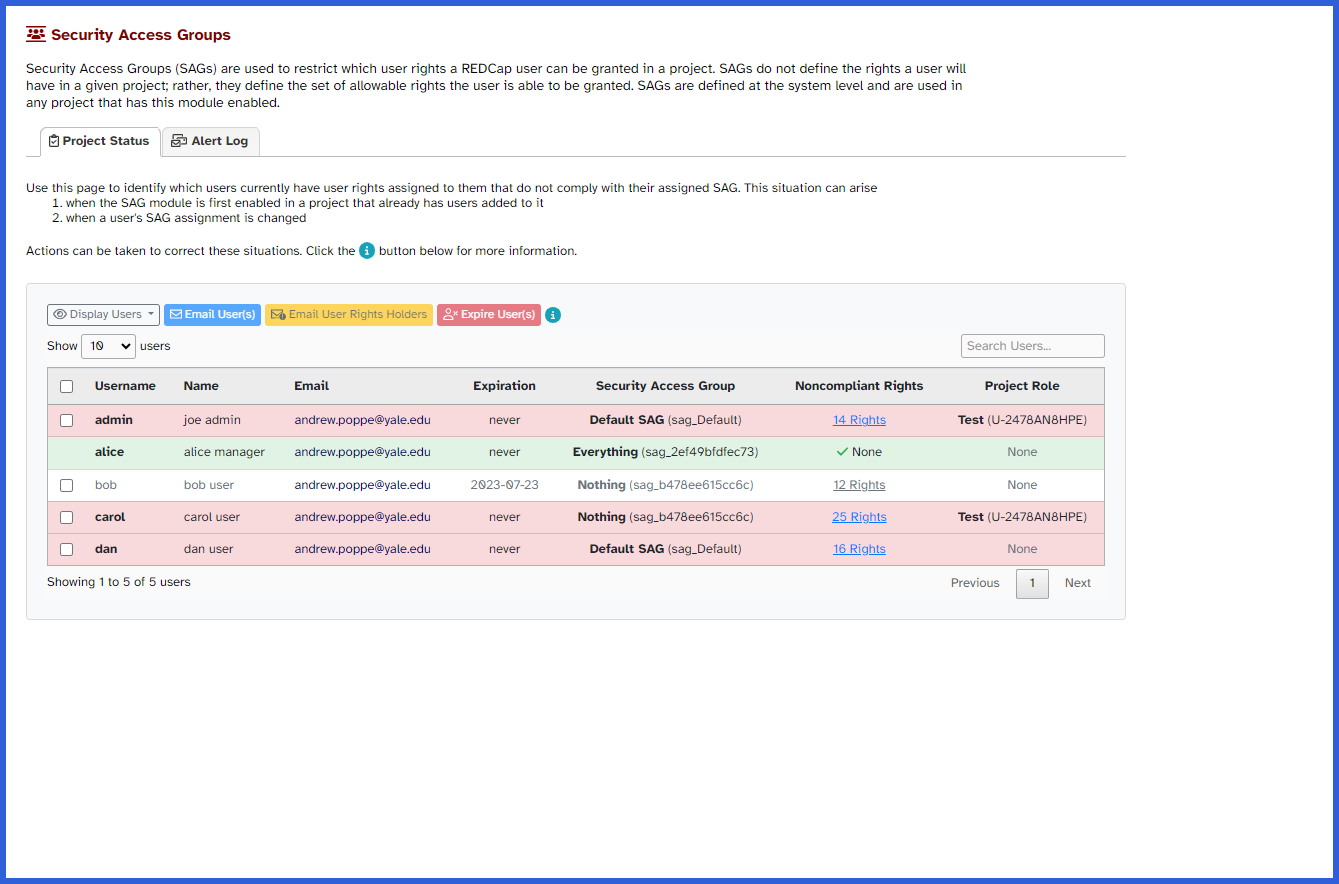 Security Access Groups
Security Access Groups (SAGs) are used to restrict which user rights a REDCap user can be granted in a project. SAGs do not define the rights a user will
have in a given project; rather, they define the set of allowable rights the user is able to be granted. SAGs are defined at the system level and are used in
any project that has this module enabled.
Project Status Alert Log
Use this page to identify which users currently have user rights assigned to them that do not comply with their assigned SAG. This situation can arise
1. when the SAG module is first enabled in a project that already has users added to it
2. when a user's SAG assignment is changed
Actions can be taken to correct these situations. Click the i button below for more information.
Display Users Email User(s) Email User Rights Holders Expire User(s) i
Show 10 users Search Users...
Username Name Email Expiration Security Access Group Noncompliant Rights Project Role
admin joe admin andrew.poppe@yale.edu never Default SAG (sag_Default) 14 Rights Test (U-2478AN8HPE)
alice alice manager andrew.poppe@yale.edu never Everything (sag_2ef49bfdfec73) None None
bob bob user andrew.poppe@yale.edu 2023-07-23 Nothing (sag_b478ee615cc6c) 12 Rights None
carol carol user andrew.poppe@yale.edu never Nothing (sag_b478ee615cc6c) 25 Rights Test (U-2478AN8HPE)
dan dan user andrew.poppe@yale.edu never Default SAG (sag_Default) 16 Rights None
Showing 1 to 5 of 5 users Previous 1 Next